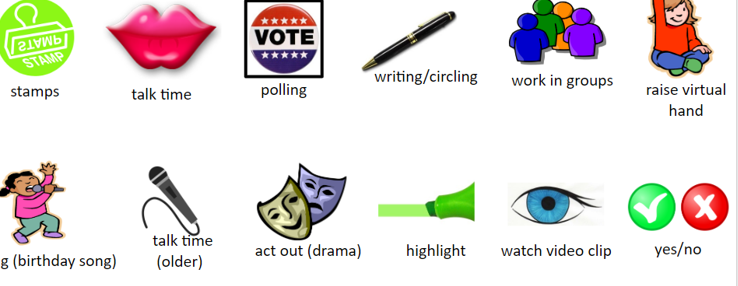 STAMP
STAMP
VOTE
stamps
talk time
polling
writing/circling
work in groups
raise virtual
hand
g (birthday song)
talk time
(older)
act out (drama)
highlight
watch video clip
yes/no